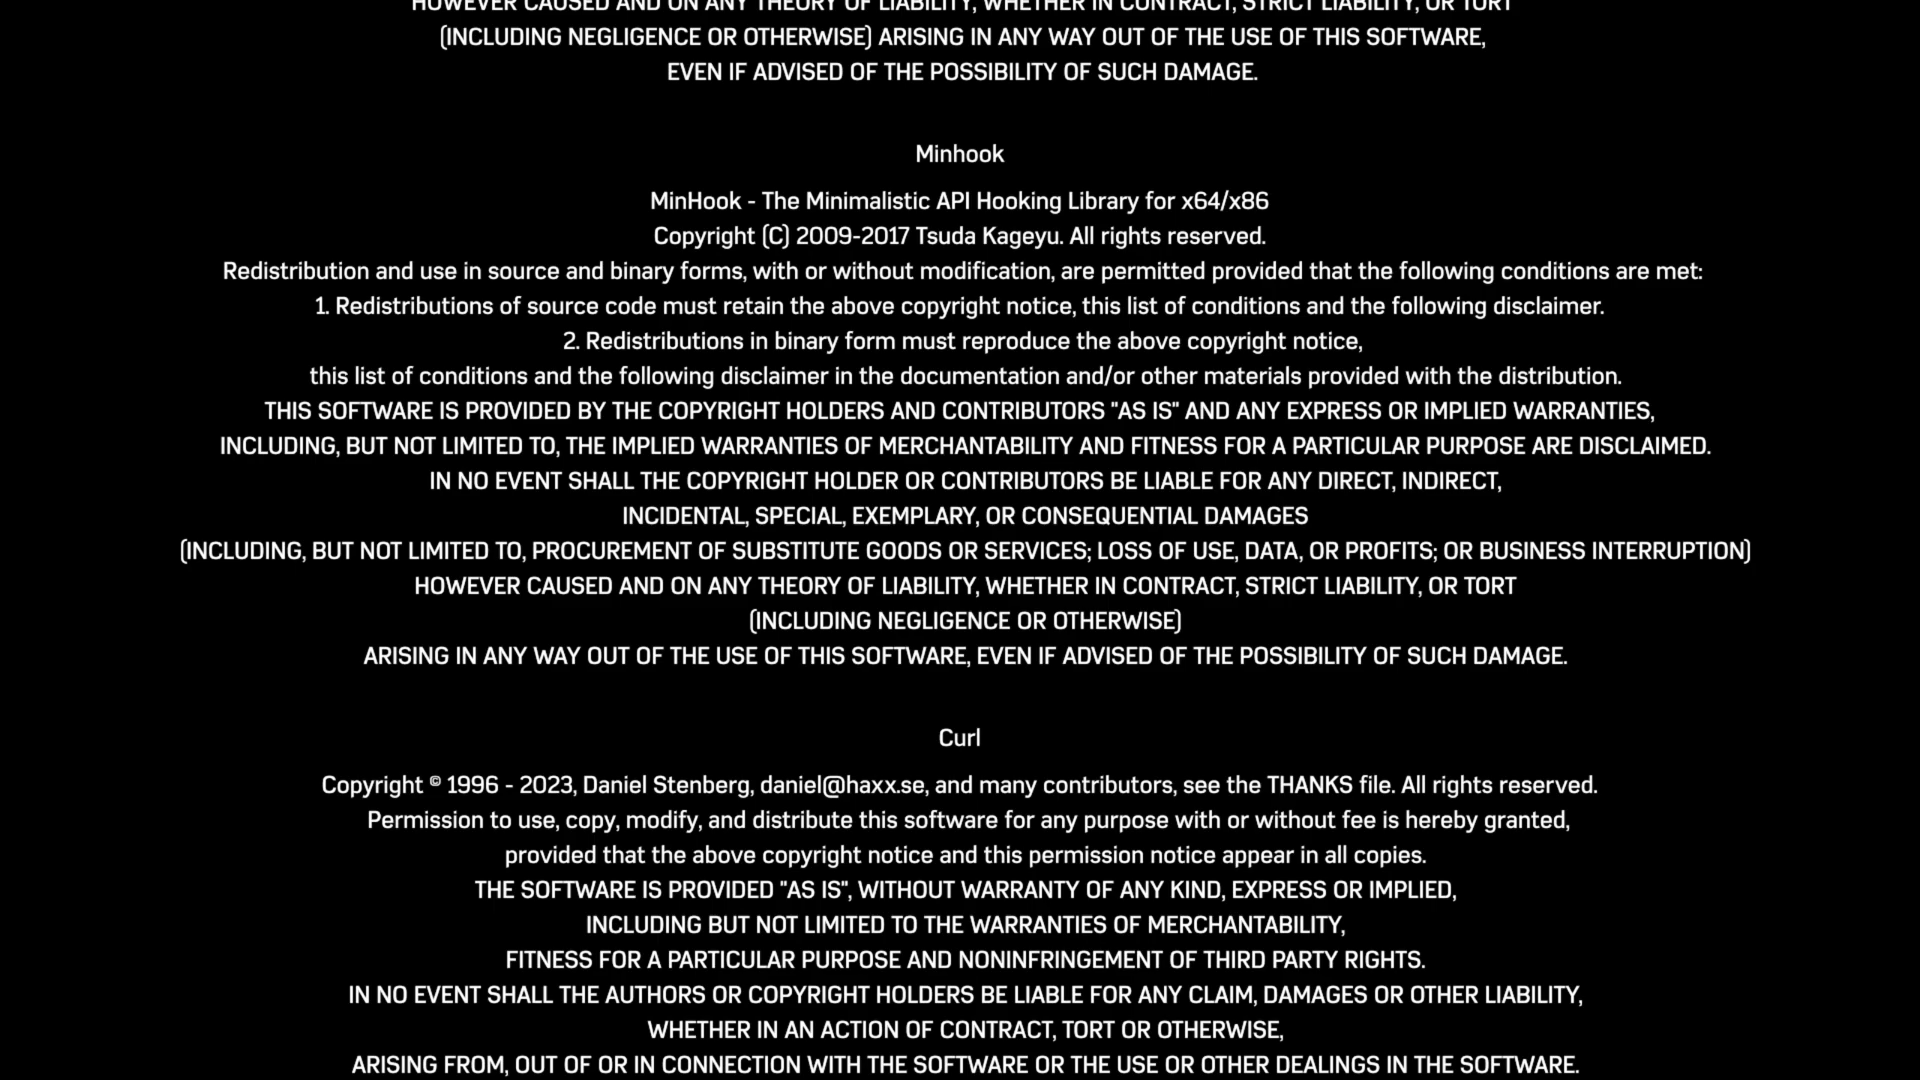 HOWEVER CAUSED AND ON ANY THEORY OF LIABILITY, WHETHER IN CONTRACT, STRICT LIABILITY, OR TORT
(INCLUDING NEGLIGENCE OR OTHERWISE) ARISING IN ANY WAY OUT OF THE USE OF THIS SOFTWARE,
EVEN IF ADVISED OF THE POSSIBILITY OF SUCH DAMAGE.
Minhook
MinHook - The Minimalistic API Hooking Library for x64/x86
Copyright (C) 2009-2017 Tsuda Kageyu. All rights reserved.
Redistribution and use in source and binary forms, with or without modification, are permitted provided that the following conditions are met:
1. Redistributions of source code must retain the above copyright notice, this list of conditions and the following disclaimer.
2. Redistributions in binary form must reproduce the above copyright notice,
this list of conditions and the following disclaimer in the documentation and/or other materials provided with the distribution.
THIS SOFTWARE IS PROVIDED BY THE COPYRIGHT HOLDERS AND CONTRIBUTORS "AS IS" AND ANY EXPRESS OR IMPLIED WARRANTIES,
INCLUDING, BUT NOT LIMITED TO, THE IMPLIED WARRANTIES OF MERCHANTABILITY AND FITNESS FOR A PARTICULAR PURPOSE ARE DISCLAIMED.
IN NO EVENT SHALL THE COPYRIGHT HOLDER OR CONTRIBUTORS BE LIABLE FOR ANY DIRECT, INDIRECT,
INCIDENTAL, SPECIAL, EXEMPLARY, OR CONSEQUENTIAL DAMAGES
(INCLUDING, BUT NOT LIMITED TO, PROCUREMENT OF SUBSTITUTE GOODS OR SERVICES; LOSS OF USE, DATA, OR PROFITS; OR BUSINESS INTERRUPTION)
HOWEVER CAUSED AND ON ANY THEORY OF LIABILITY, WHETHER IN CONTRACT, STRICT LIABILITY, OR TORT
(INCLUDING NEGLIGENCE OR OTHERWISE)
ARISING IN ANY WAY OUT OF THE USE OF THIS SOFTWARE, EVEN IF ADVISED OF THE POSSIBILITY OF SUCH DAMAGE.
Curl
Copyright © 1996 - 2023, Daniel Stenberg, daniel@haxx.se, and many contributors, see the THANKS file. All rights reserved.
Permission to use, copy, modify, and distribute this software for any purpose with or without fee is hereby granted,
provided that the above copyright notice and this permission notice appear in all copies.
THE SOFTWARE IS PROVIDED "AS IS", WITHOUT WARRANTY OF ANY KIND, EXPRESS OR IMPLIED,
INCLUDING BUT NOT LIMITED TO THE WARRANTIES OF MERCHANTABILITY,
FITNESS FOR A PARTICULAR PURPOSE AND NONINFRINGEMENT OF THIRD PARTY RIGHTS.
IN NO EVENT SHALL THE AUTHORS OR COPYRIGHT HOLDERS BE LIABLE FOR ANY CLAIM, DAMAGES OR OTHER LIABILITY,
WHETHER IN AN ACTION OF CONTRACT, TORT OR OTHERWISE,
ARISING FROM, OUT OF OR IN CONNECTION WITH THE SOFTWARE OR THE USE OR OTHER DEALINGS IN THE SOFTWARE.